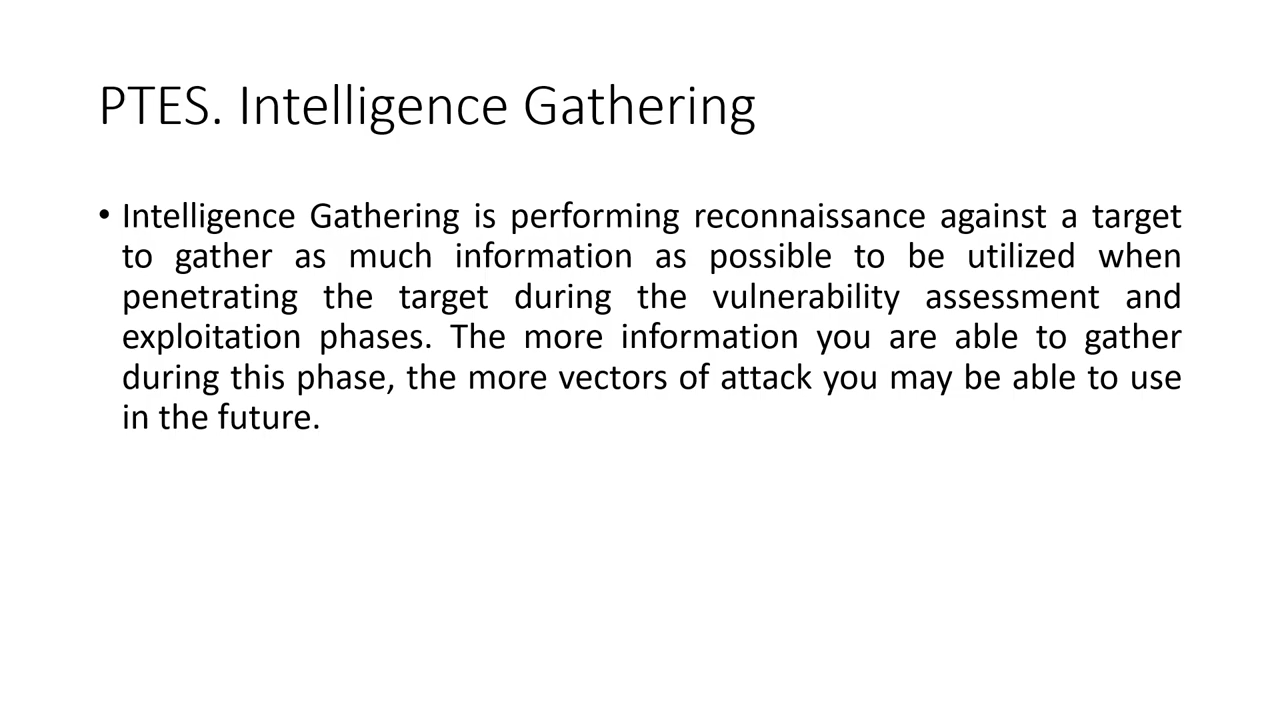 PTES. Intelligence Gathering
• Intelligence Gathering is performing reconnaissance against a target
to gather as much information as possible to be utilized when
penetrating the target during the vulnerability assessment and
exploitation phases. The more information you are able to gather
during this phase, the more vectors of attack you may be able to use
in the future.